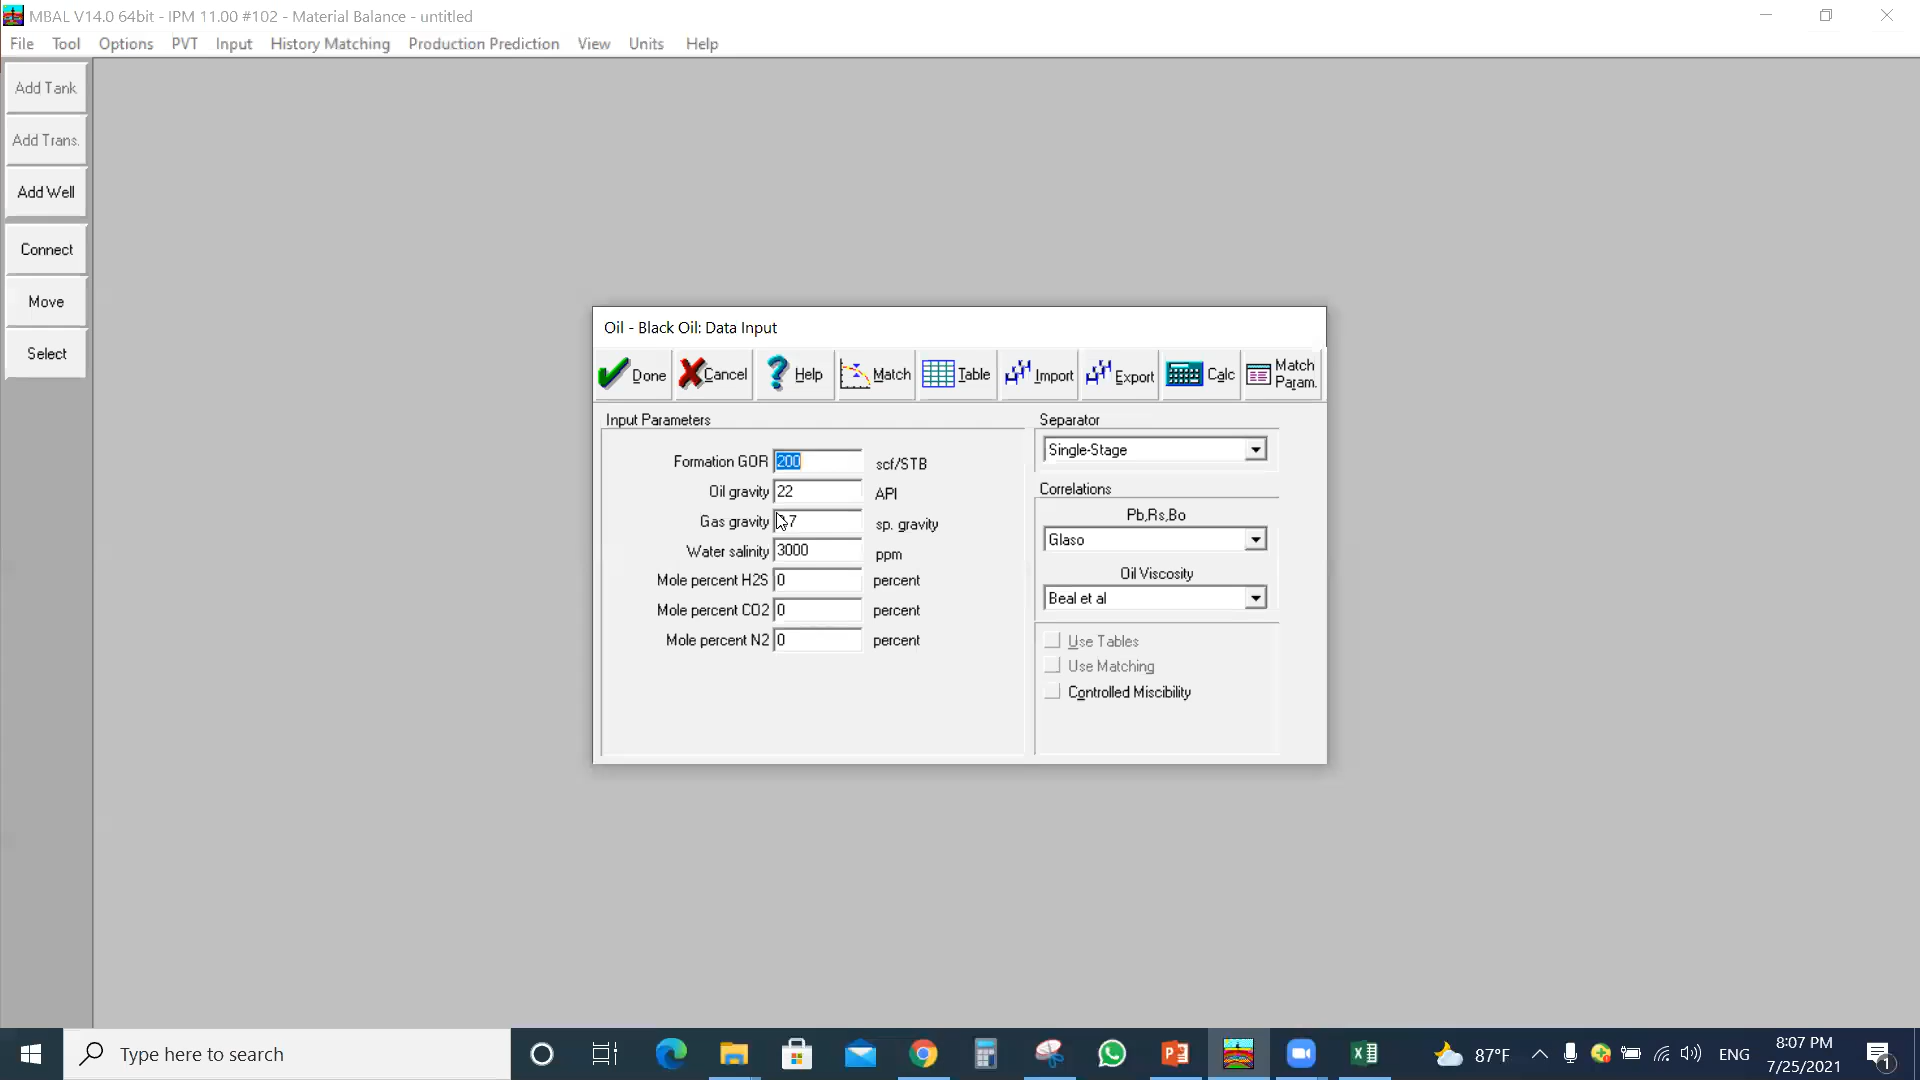 MBAL V14.0 64bit - IPM 11.00 #102 - Material Balance - untitled
File Tool Options PVT Input History Matching Production Prediction View Units Help
Add Tank
Add Trans.
Add Well
Connect
Move
Select
Oil - Black Oil: Data Input
Done Cancel Help Match Table Import Export Calc Match Param.
Input Parameters
Formation GOR 200 scf/STB
Oil gravity 22 API
Gas gravity .7 sp. gravity
Water salinity 3000 ppm
Mole percent H2S 0 percent
Mole percent CO2 0 percent
Mole percent N2 0 percent
Separator
Single-Stage
Correlations
Pb,Rs,Bo
Glaso
Oil Viscosity
Beal et al
Use Tables
Use Matching
Controlled Miscibility
Type here to search
87°F
ENG
8:07 PM
7/25/2021
1